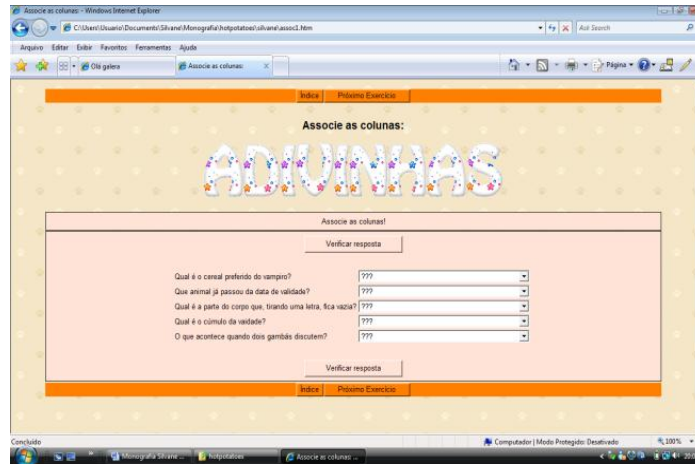 Associe as colunas: - Windows Internet Explorer
C:\Users\Usuario\Documents\Silvane\Monografia\hotpotatoes\silvane\assoc1.htm
Ask Search
Arquivo Editar Exibir Favoritos Ferramentas Ajuda
Olá galera
Associe as colunas:
Página
Índice Próximo Exercício
Associe as colunas:
ADIVINHAS
Associe as colunas!
Verificar resposta
Qual é o cereal preferido do vampiro? ???
Que animal já passou da data de validade? ???
Qual é a parte do corpo que, tirando uma letra, fica vazia? ???
Qual é o cúmulo da vaidade? ???
O que acontece quando dois gambás discutem? ???
Verificar resposta
Índice Próximo Exercício
Concluído
Computador | Modo Protegido: Desativado
100%
Monografia Silvane ...
hotpotatoes
Associe as colunas: ...